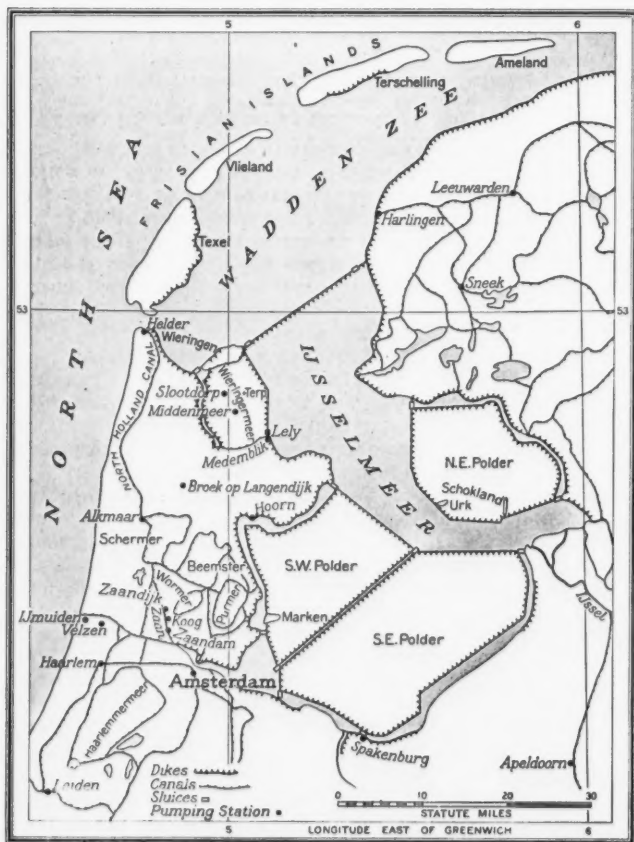 5
6
FRISIAN ISLANDS
Ameland
Terschelling
NORTH SEA
WADDEN ZEE
Vlieland
Leeuwarden
Harlingen
Texel
Sneek
53
53
Helder
Wieringen
IJSSELMEER
NORTH HOLLAND CANAL
Wieringermeer
Slootdorp
Terp
Middenmeer
Lely
Medemblik
N.E. Polder
Schokland
Urk
Broek op Langendijk
Hoorn
Alkmaar
Schermer
Beemster
S.W. Polder
Wormer
Purmer
Zaandijk
Zaan
Koog
Zaandam
Marken
IJssel
IJmuiden
Velzen
S.E. Polder
Haarlem
Amsterdam
Haarlemmermeer
Spakenburg
Apeldoorn
Leiden
Dikes
Canals
Sluices
Pumping Station
0 10 20 30
STATUTE MILES
5
6
LONGITUDE EAST OF GREENWICH